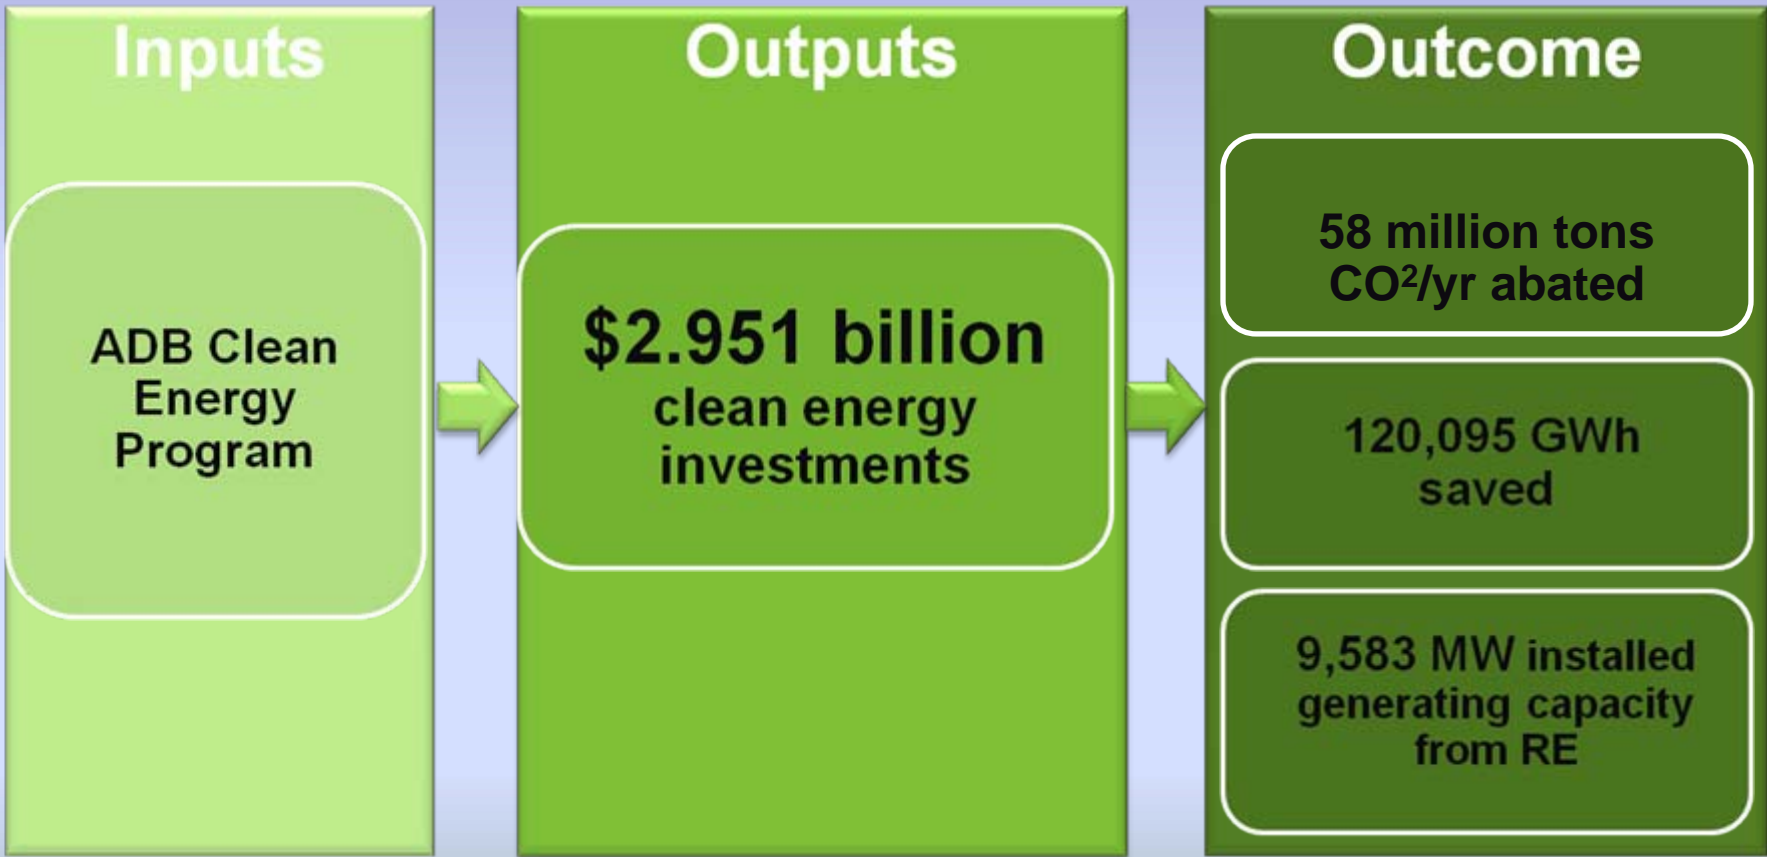 Inputs
ADB Clean
Energy
Program
Outputs
$2.951 billion
clean energy
investments
Outcome
58 million tons
CO²/yr abated
120,095 GWh
saved
9,583 MW installed
generating capacity
from RE